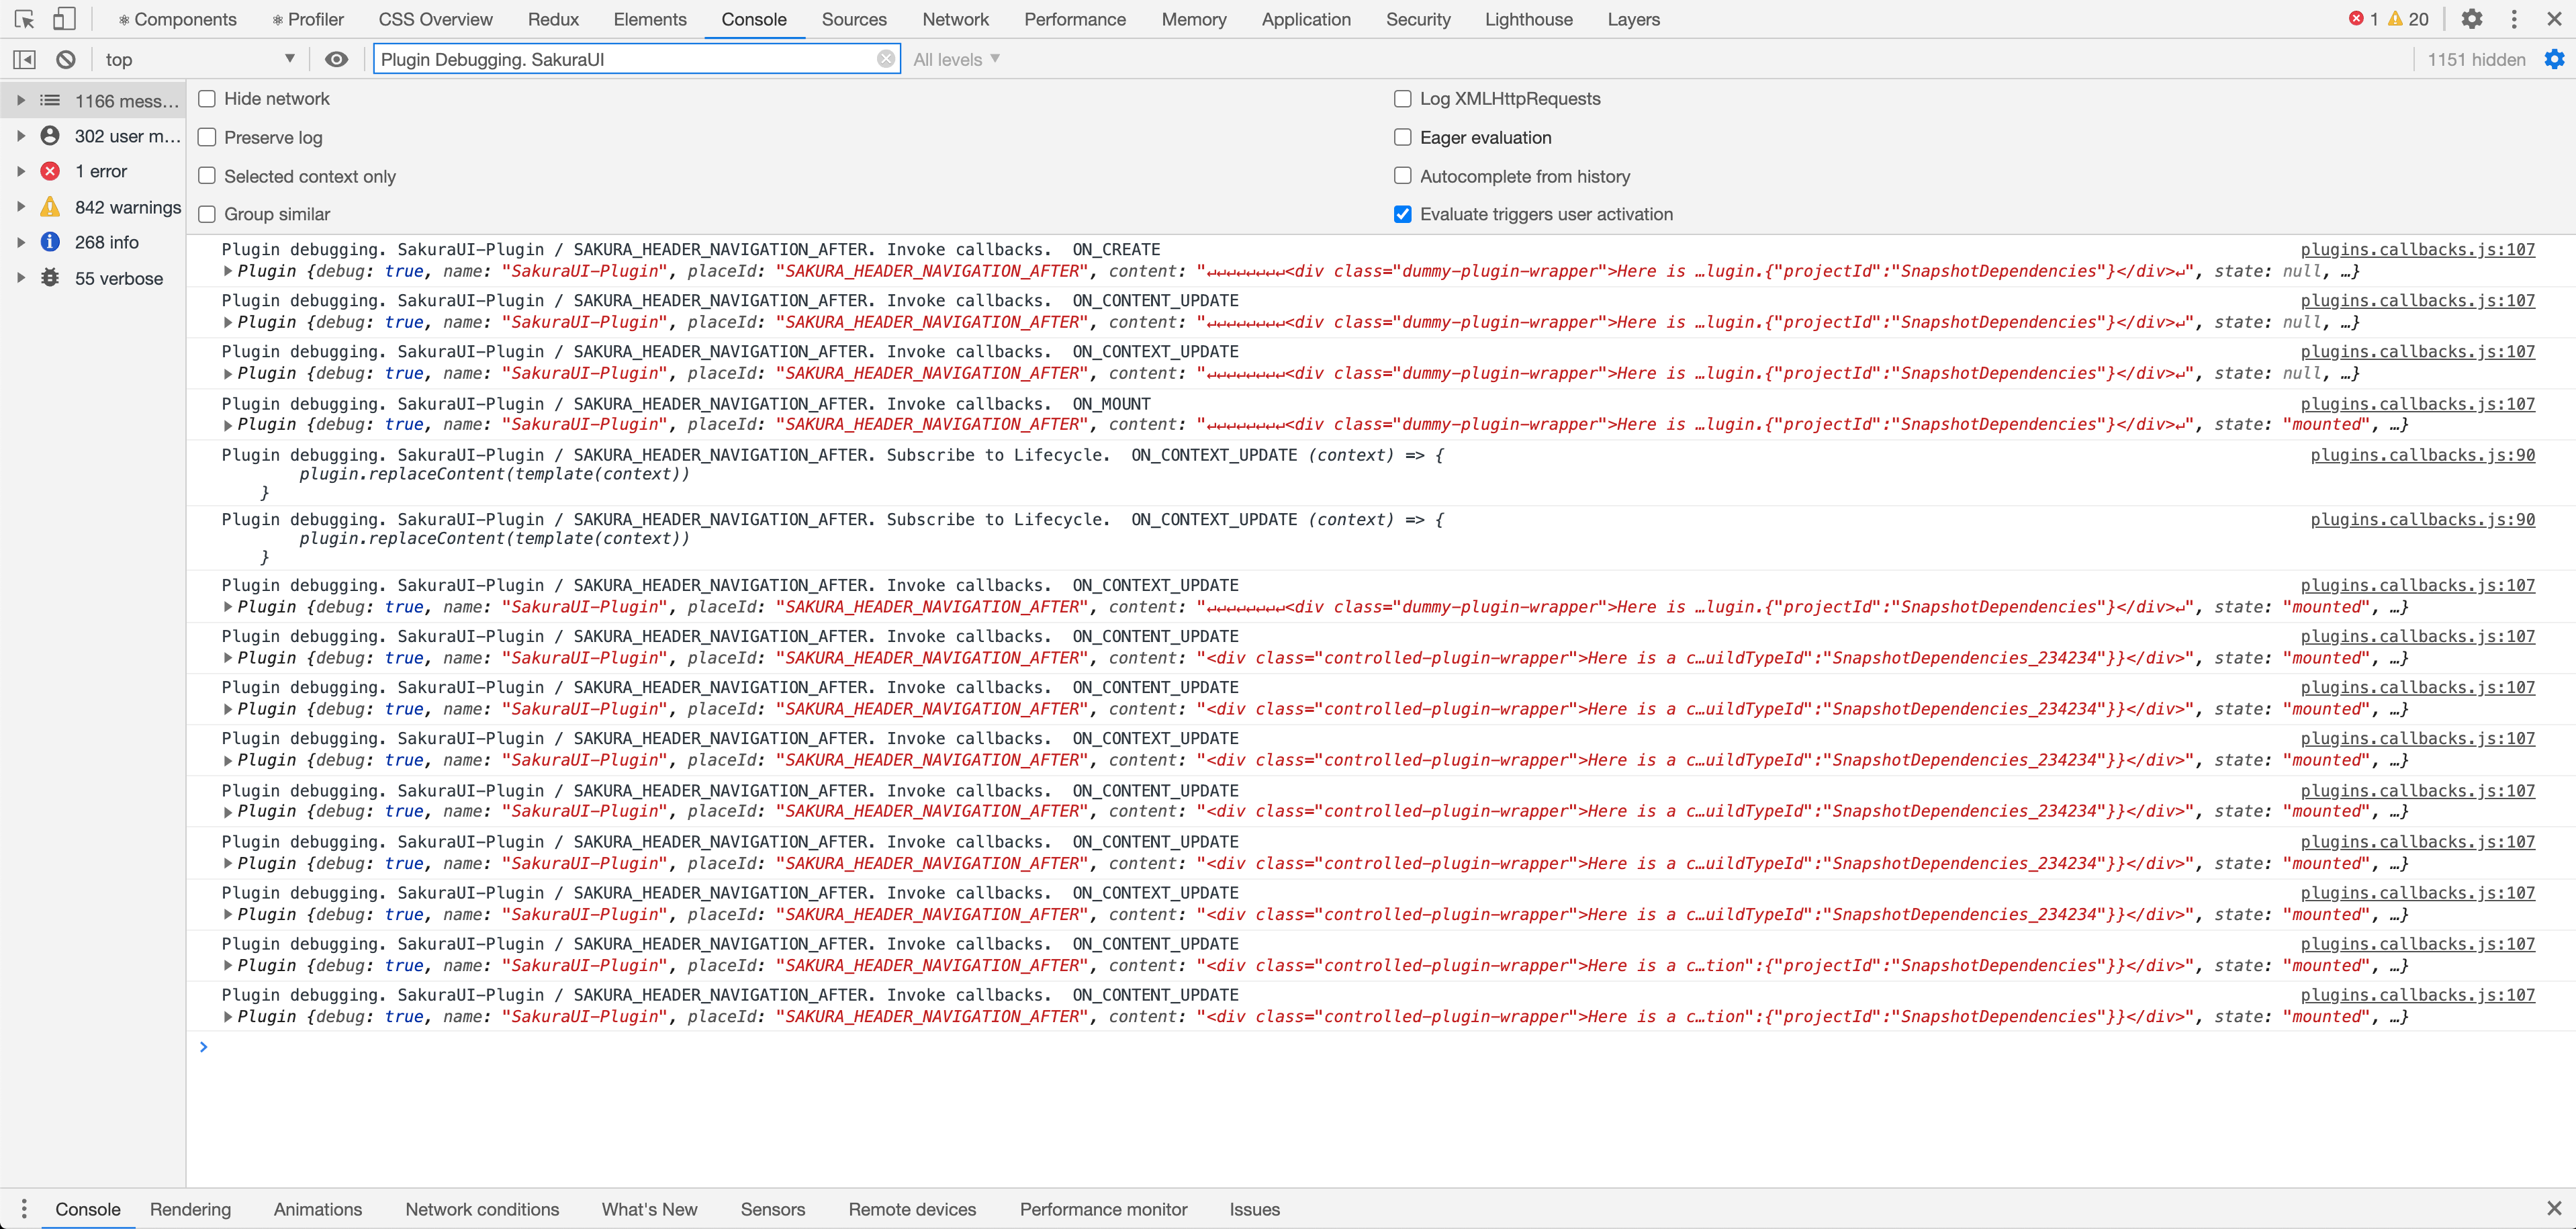 Components Profiler CSS Overview Redux Elements Console Sources Network Performance Memory Application Security Lighthouse Layers 1 20
top Plugin Debugging. SakuraUI All levels 1151 hidden
1166 mess…
302 user m…
1 error
842 warnings
268 info
55 verbose
Hide network
Preserve log
Selected context only
Group similar
Log XMLHttpRequests
Eager evaluation
Autocomplete from history
Evaluate triggers user activation
Plugin debugging. SakuraUI-Plugin / SAKURA_HEADER_NAVIGATION_AFTER. Invoke callbacks.  ON_CREATE plugins.callbacks.js:107
Plugin {debug: true, name: "SakuraUI-Plugin", placeId: "SAKURA_HEADER_NAVIGATION_AFTER", content: "↵↵↵↵↵↵↵↵<div class="dummy-plugin-wrapper">Here is …lugin.{"projectId":"SnapshotDependencies"}</div>↵", state: null, …}
Plugin debugging. SakuraUI-Plugin / SAKURA_HEADER_NAVIGATION_AFTER. Invoke callbacks.  ON_CONTENT_UPDATE plugins.callbacks.js:107
Plugin {debug: true, name: "SakuraUI-Plugin", placeId: "SAKURA_HEADER_NAVIGATION_AFTER", content: "↵↵↵↵↵↵↵↵<div class="dummy-plugin-wrapper">Here is …lugin.{"projectId":"SnapshotDependencies"}</div>↵", state: null, …}
Plugin debugging. SakuraUI-Plugin / SAKURA_HEADER_NAVIGATION_AFTER. Invoke callbacks.  ON_CONTEXT_UPDATE plugins.callbacks.js:107
Plugin {debug: true, name: "SakuraUI-Plugin", placeId: "SAKURA_HEADER_NAVIGATION_AFTER", content: "↵↵↵↵↵↵↵↵<div class="dummy-plugin-wrapper">Here is …lugin.{"projectId":"SnapshotDependencies"}</div>↵", state: null, …}
Plugin debugging. SakuraUI-Plugin / SAKURA_HEADER_NAVIGATION_AFTER. Invoke callbacks.  ON_MOUNT plugins.callbacks.js:107
Plugin {debug: true, name: "SakuraUI-Plugin", placeId: "SAKURA_HEADER_NAVIGATION_AFTER", content: "↵↵↵↵↵↵↵↵<div class="dummy-plugin-wrapper">Here is …lugin.{"projectId":"SnapshotDependencies"}</div>↵", state: "mounted", …}
Plugin debugging. SakuraUI-Plugin / SAKURA_HEADER_NAVIGATION_AFTER. Subscribe to Lifecycle.  ON_CONTEXT_UPDATE (context) => { plugins.callbacks.js:90
plugin.replaceContent(template(context))
}
Plugin debugging. SakuraUI-Plugin / SAKURA_HEADER_NAVIGATION_AFTER. Subscribe to Lifecycle.  ON_CONTEXT_UPDATE (context) => { plugins.callbacks.js:90
plugin.replaceContent(template(context))
}
Plugin debugging. SakuraUI-Plugin / SAKURA_HEADER_NAVIGATION_AFTER. Invoke callbacks.  ON_CONTEXT_UPDATE plugins.callbacks.js:107
Plugin {debug: true, name: "SakuraUI-Plugin", placeId: "SAKURA_HEADER_NAVIGATION_AFTER", content: "↵↵↵↵↵↵↵↵<div class="dummy-plugin-wrapper">Here is …lugin.{"projectId":"SnapshotDependencies"}</div>↵", state: "mounted", …}
Plugin debugging. SakuraUI-Plugin / SAKURA_HEADER_NAVIGATION_AFTER. Invoke callbacks.  ON_CONTENT_UPDATE plugins.callbacks.js:107
Plugin {debug: true, name: "SakuraUI-Plugin", placeId: "SAKURA_HEADER_NAVIGATION_AFTER", content: "<div class="controlled-plugin-wrapper">Here is a c…uildTypeId":"SnapshotDependencies_234234"}}</div>", state: "mounted", …}
Plugin debugging. SakuraUI-Plugin / SAKURA_HEADER_NAVIGATION_AFTER. Invoke callbacks.  ON_CONTENT_UPDATE plugins.callbacks.js:107
Plugin {debug: true, name: "SakuraUI-Plugin", placeId: "SAKURA_HEADER_NAVIGATION_AFTER", content: "<div class="controlled-plugin-wrapper">Here is a c…uildTypeId":"SnapshotDependencies_234234"}}</div>", state: "mounted", …}
Plugin debugging. SakuraUI-Plugin / SAKURA_HEADER_NAVIGATION_AFTER. Invoke callbacks.  ON_CONTEXT_UPDATE plugins.callbacks.js:107
Plugin {debug: true, name: "SakuraUI-Plugin", placeId: "SAKURA_HEADER_NAVIGATION_AFTER", content: "<div class="controlled-plugin-wrapper">Here is a c…uildTypeId":"SnapshotDependencies_234234"}}</div>", state: "mounted", …}
Plugin debugging. SakuraUI-Plugin / SAKURA_HEADER_NAVIGATION_AFTER. Invoke callbacks.  ON_CONTENT_UPDATE plugins.callbacks.js:107
Plugin {debug: true, name: "SakuraUI-Plugin", placeId: "SAKURA_HEADER_NAVIGATION_AFTER", content: "<div class="controlled-plugin-wrapper">Here is a c…uildTypeId":"SnapshotDependencies_234234"}}</div>", state: "mounted", …}
Plugin debugging. SakuraUI-Plugin / SAKURA_HEADER_NAVIGATION_AFTER. Invoke callbacks.  ON_CONTENT_UPDATE plugins.callbacks.js:107
Plugin {debug: true, name: "SakuraUI-Plugin", placeId: "SAKURA_HEADER_NAVIGATION_AFTER", content: "<div class="controlled-plugin-wrapper">Here is a c…uildTypeId":"SnapshotDependencies_234234"}}</div>", state: "mounted", …}
Plugin debugging. SakuraUI-Plugin / SAKURA_HEADER_NAVIGATION_AFTER. Invoke callbacks.  ON_CONTEXT_UPDATE plugins.callbacks.js:107
Plugin {debug: true, name: "SakuraUI-Plugin", placeId: "SAKURA_HEADER_NAVIGATION_AFTER", content: "<div class="controlled-plugin-wrapper">Here is a c…uildTypeId":"SnapshotDependencies_234234"}}</div>", state: "mounted", …}
Plugin debugging. SakuraUI-Plugin / SAKURA_HEADER_NAVIGATION_AFTER. Invoke callbacks.  ON_CONTENT_UPDATE plugins.callbacks.js:107
Plugin {debug: true, name: "SakuraUI-Plugin", placeId: "SAKURA_HEADER_NAVIGATION_AFTER", content: "<div class="controlled-plugin-wrapper">Here is a c…tion":{"projectId":"SnapshotDependencies"}}</div>", state: "mounted", …}
Plugin debugging. SakuraUI-Plugin / SAKURA_HEADER_NAVIGATION_AFTER. Invoke callbacks.  ON_CONTENT_UPDATE plugins.callbacks.js:107
Plugin {debug: true, name: "SakuraUI-Plugin", placeId: "SAKURA_HEADER_NAVIGATION_AFTER", content: "<div class="controlled-plugin-wrapper">Here is a c…tion":{"projectId":"SnapshotDependencies"}}</div>", state: "mounted", …}
Console Rendering Animations Network conditions What's New Sensors Remote devices Performance monitor Issues